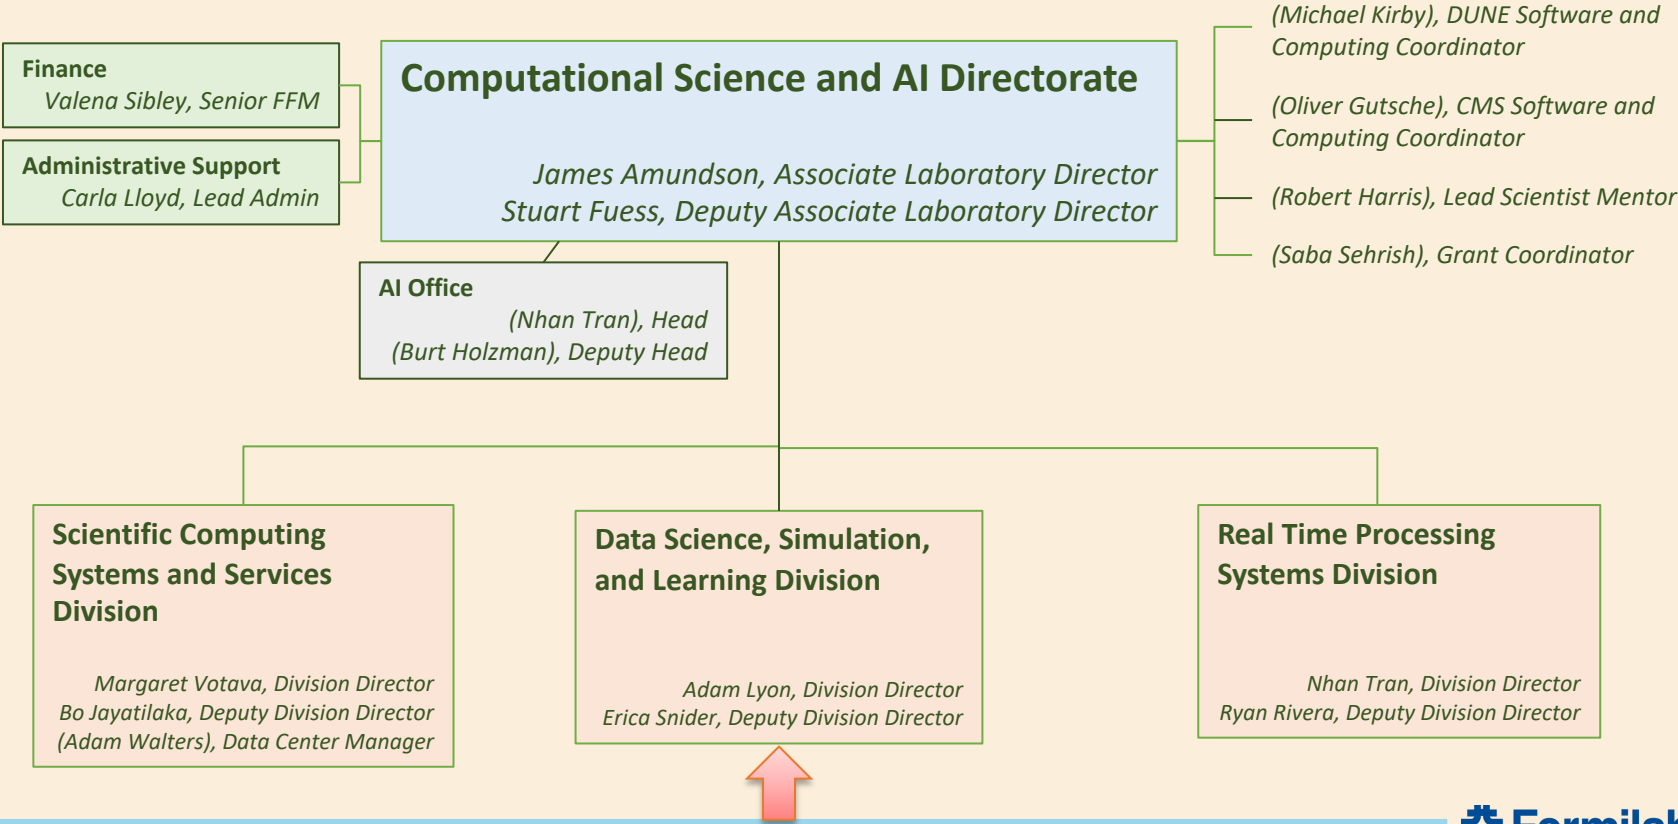 Finance
Valena Sibley, Senior FFM
Administrative Support
Carla Lloyd, Lead Admin
Computational Science and AI Directorate
James Amundson, Associate Laboratory Director
Stuart Fuess, Deputy Associate Laboratory Director
(Michael Kirby), DUNE Software and
Computing Coordinator
(Oliver Gutsche), CMS Software and
Computing Coordinator
(Robert Harris), Lead Scientist Mentor
(Saba Sehrish), Grant Coordinator
AI Office
(Nhan Tran), Head
(Burt Holzman), Deputy Head
Scientific Computing
Systems and Services
Division
Margaret Votava, Division Director
Bo Jayatilaka, Deputy Division Director
(Adam Walters), Data Center Manager
Data Science, Simulation,
and Learning Division
Adam Lyon, Division Director
Erica Snider, Deputy Division Director
Real Time Processing
Systems Division
Nhan Tran, Division Director
Ryan Rivera, Deputy Division Director